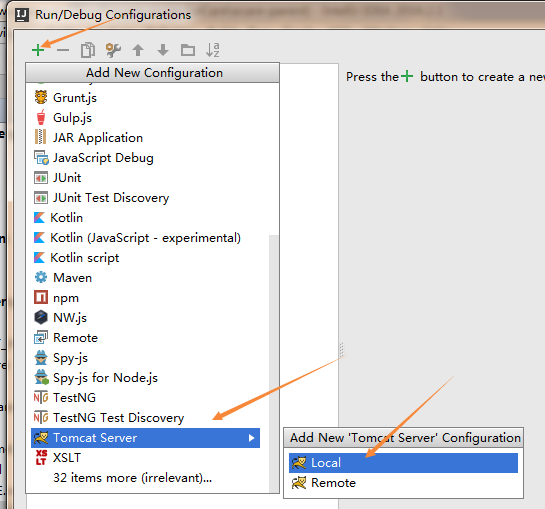 Run/Debug Configurations
Add New Configuration
Press the + button to create a new
Grunt.js
Gulp.js
JAR Application
JavaScript Debug
JUnit
JUnit Test Discovery
Kotlin
Kotlin (JavaScript - experimental)
Kotlin script
Maven
npm
NW.js
Remote
Spy-js
Spy-js for Node.js
TestNG
TestNG Test Discovery
Tomcat Server
Add New 'Tomcat Server' Configuration
XSLT
Local
32 items more (irrelevant)...
Remote